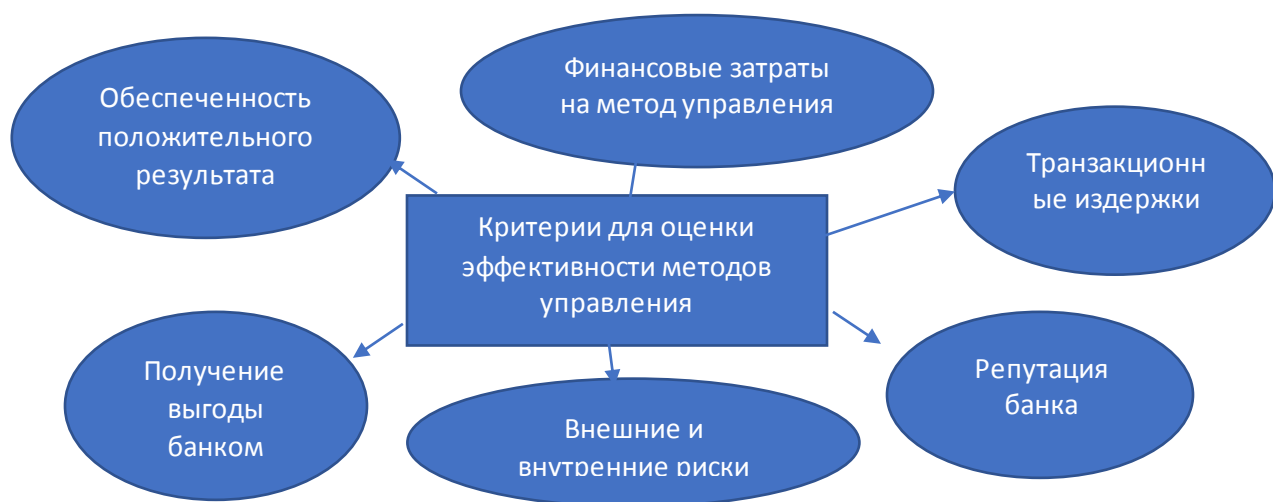 Финансовые затраты
на метод управления
Обеспеченность
положительного
результата
Транзакционн
ые издержки
Критерии для оценки
эффективности методов
управления
Получение
выгоды
банком
Внешние и
внутренние риски
Репутация
банка